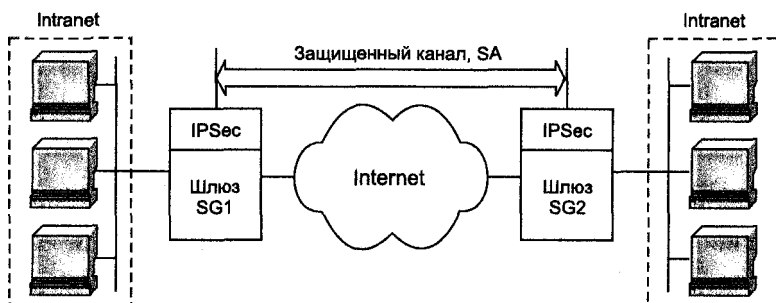 Intranet
Intranet
Защищенный канал, SA
IPSec
IPSec
Шлюз
SG1
Internet
Шлюз
SG2